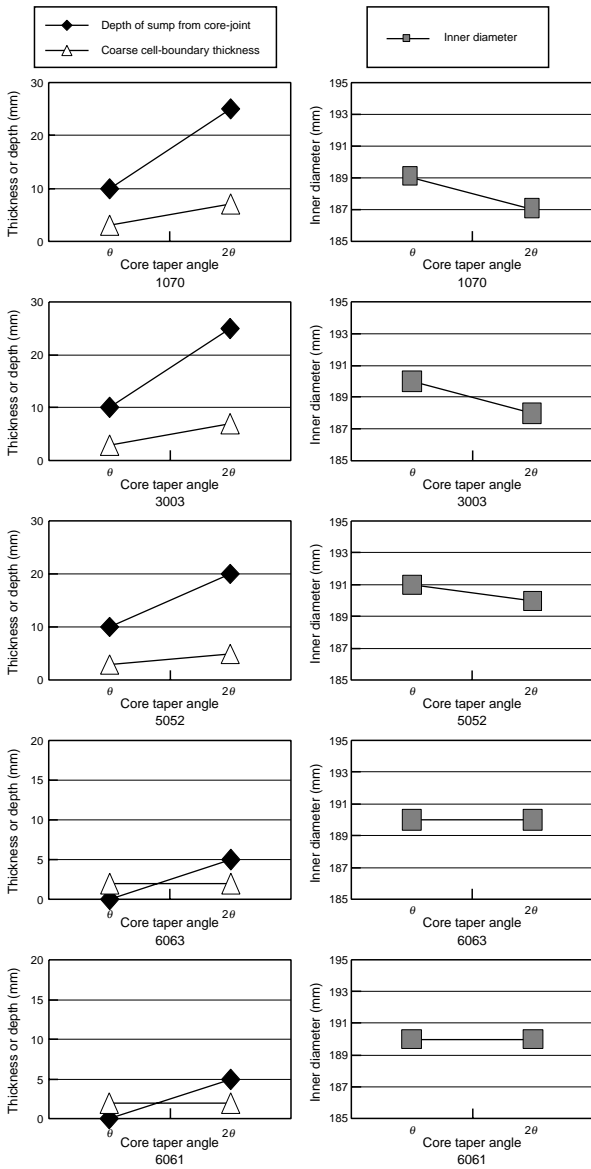 Depth of sump from core-joint
Coarse cell-boundary thickness
Inner diameter
Thickness or depth (mm)
30
20
10
0
θ 2θ
Core taper angle
1070
Inner diameter (mm)
195
193
191
189
187
185
θ 2θ
Core taper angle
1070
Thickness or depth (mm)
30
20
10
0
θ 2θ
Core taper angle
3003
Inner diameter (mm)
195
193
191
189
187
185
θ 2θ
Core taper angle
3003
Thickness or depth (mm)
30
20
10
0
θ 2θ
Core taper angle
5052
Inner diameter (mm)
195
193
191
189
187
185
θ 2θ
Core taper angle
5052
Thickness or depth (mm)
20
15
10
5
0
θ 2θ
Core taper angle
6063
Inner diameter (mm)
195
193
191
189
187
185
θ 2θ
Core taper angle
6063
Thickness or depth (mm)
20
15
10
5
0
θ 2θ
Core taper angle
6061
Inner diameter (mm)
195
193
191
189
187
185
θ 2θ
Core taper angle
6061